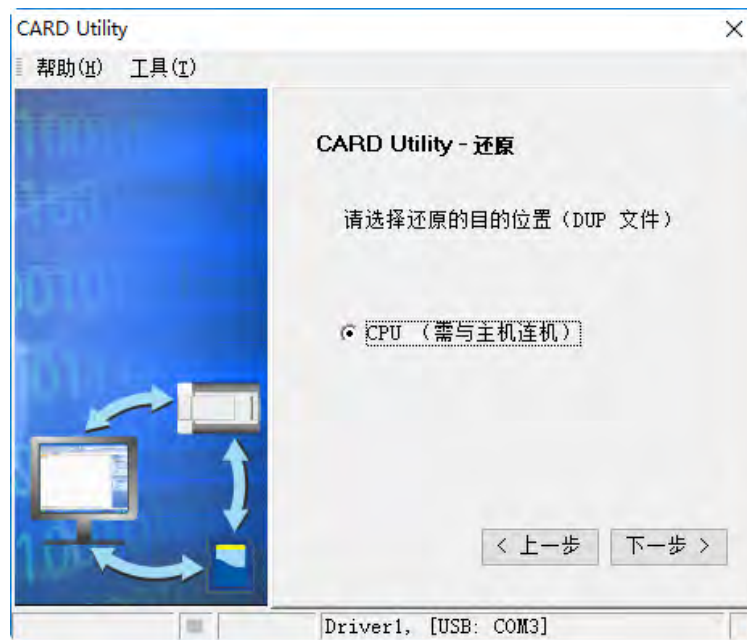 CARD Utility
帮助(H) 工具(T)
CARD Utility - 还原
请选择还原的目的位置（DUP 文件）
CPU （需与主机连机）
< 上一步 下一步 >
Driver1, [USB: COM3]